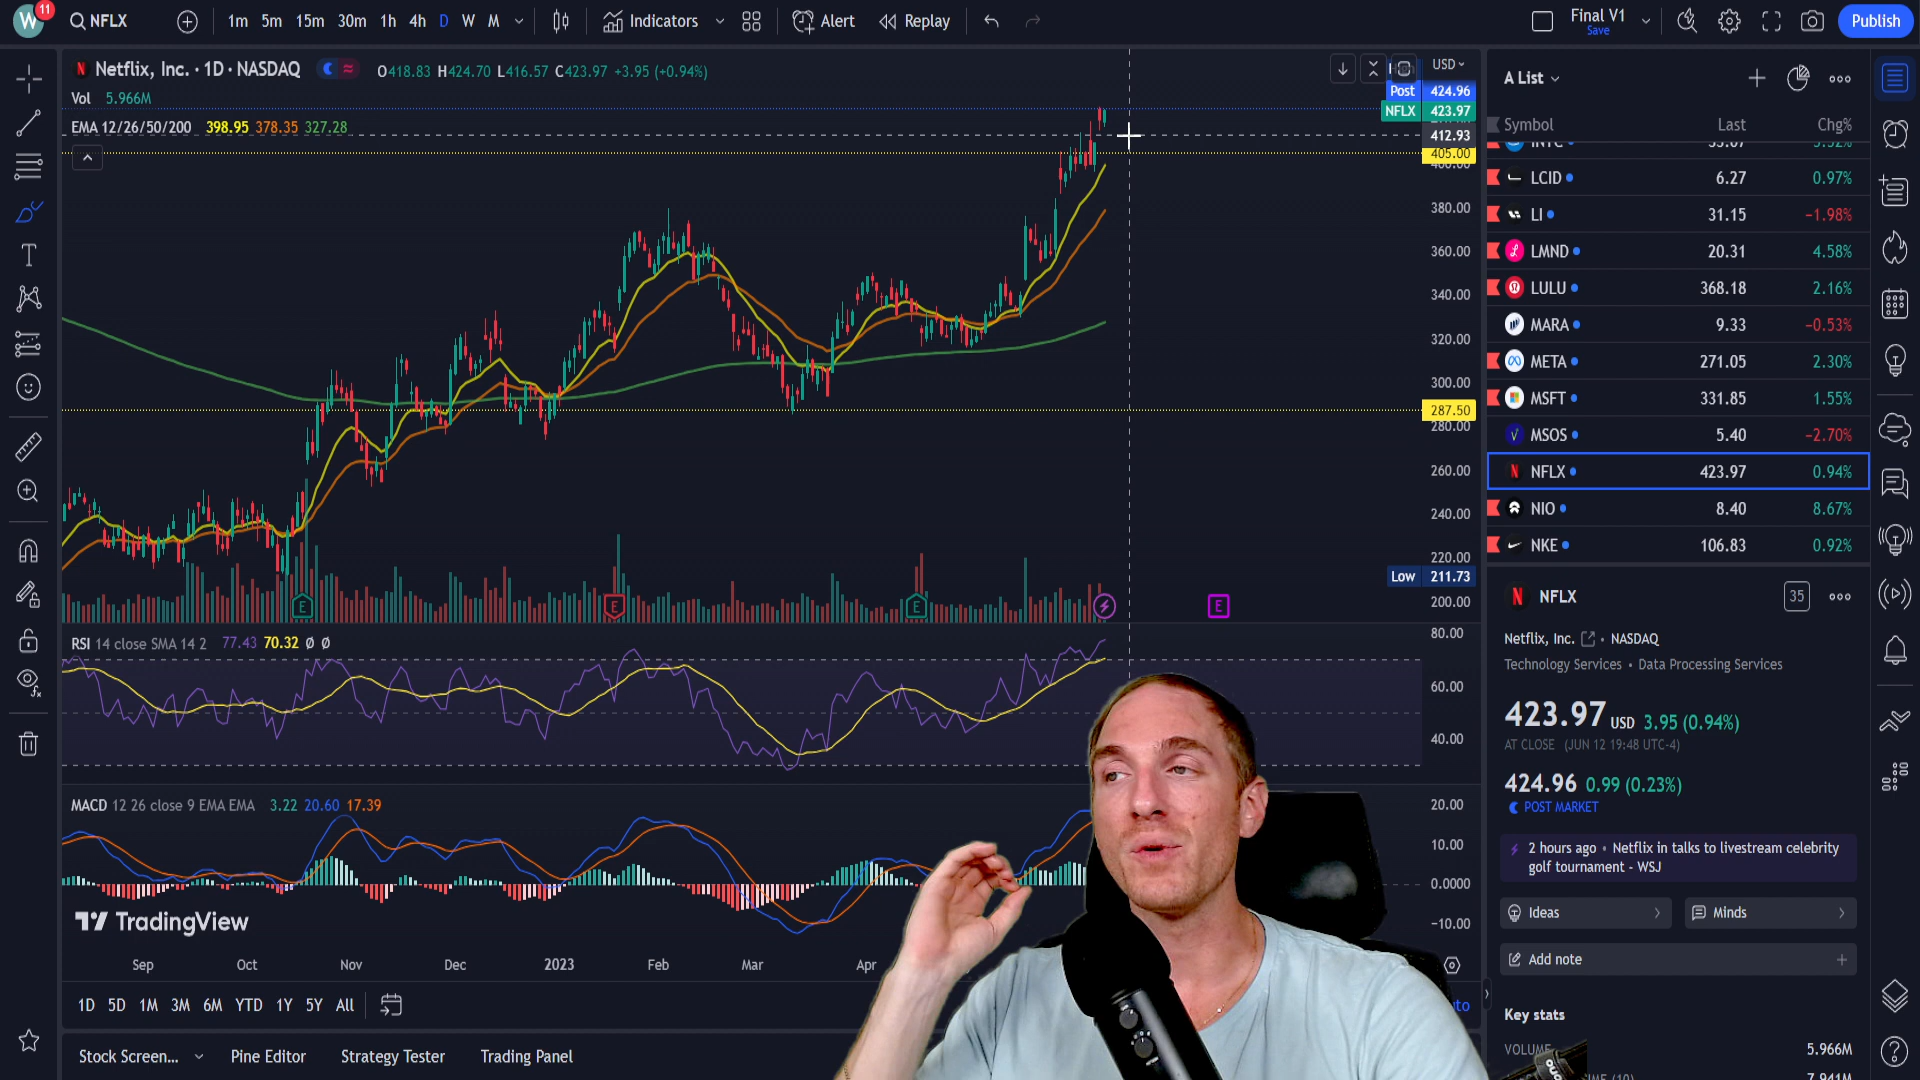 W 11 NFLX 1m 5m 15m 30m 1h 4h D W M Indicators Alert Replay Final V1 Save Publish
N Netflix, Inc. · 1D · NASDAQ O418.83 H424.70 L416.57 C423.97 +3.95 (+0.94%)
Vol 5.966M
EMA 12/26/50/200 398.95 378.35 327.28
USD
Post 424.96
NFLX 423.97
412.93
405.00
400.00
380.00
360.00
340.00
320.00
300.00
287.50
280.00
260.00
240.00
220.00
Low 211.73
200.00
E E E E
RSI 14 close SMA 14 2 77.43 70.32 Ø Ø
80.00
60.00
40.00
MACD 12 26 close 9 EMA EMA 3.22 20.60 17.39
20.00
10.00
0.0000
−10.00
TradingView
Sep Oct Nov Dec 2023 Feb Mar Apr
1D 5D 1M 3M 6M YTD 1Y 5Y All
Stock Screen... Pine Editor Strategy Tester Trading Panel
A List
Symbol Last Chg%
LCID 6.27 0.97%
LI 31.15 −1.98%
LMND 20.31 4.58%
LULU 368.18 2.16%
MARA 9.33 −0.53%
META 271.05 2.30%
MSFT 331.85 1.55%
MSOS 5.40 −2.70%
NFLX 423.97 0.94%
NIO 8.40 8.67%
NKE 106.83 0.92%
N NFLX 35
Netflix, Inc. • NASDAQ
Technology Services • Data Processing Services
423.97 USD 3.95 (0.94%)
AT CLOSE (JUN 12 19:48 UTC-4)
424.96 0.99 (0.23%)
POST MARKET
2 hours ago • Netflix in talks to livestream celebrity
golf tournament - WSJ
Ideas Minds
Add note
Key stats
VOLUME 5.966M